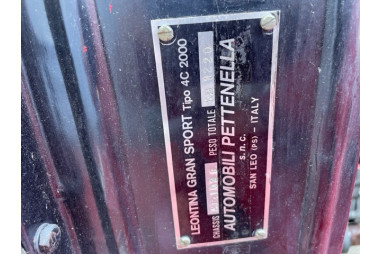 LEONTINA GRAN SPORT Tipo 4C 2000
CHASSIS PESO TOTALE
AUTOMOBILI PETTENELLA
s.n.c.
SAN LEO (PS) - ITALY